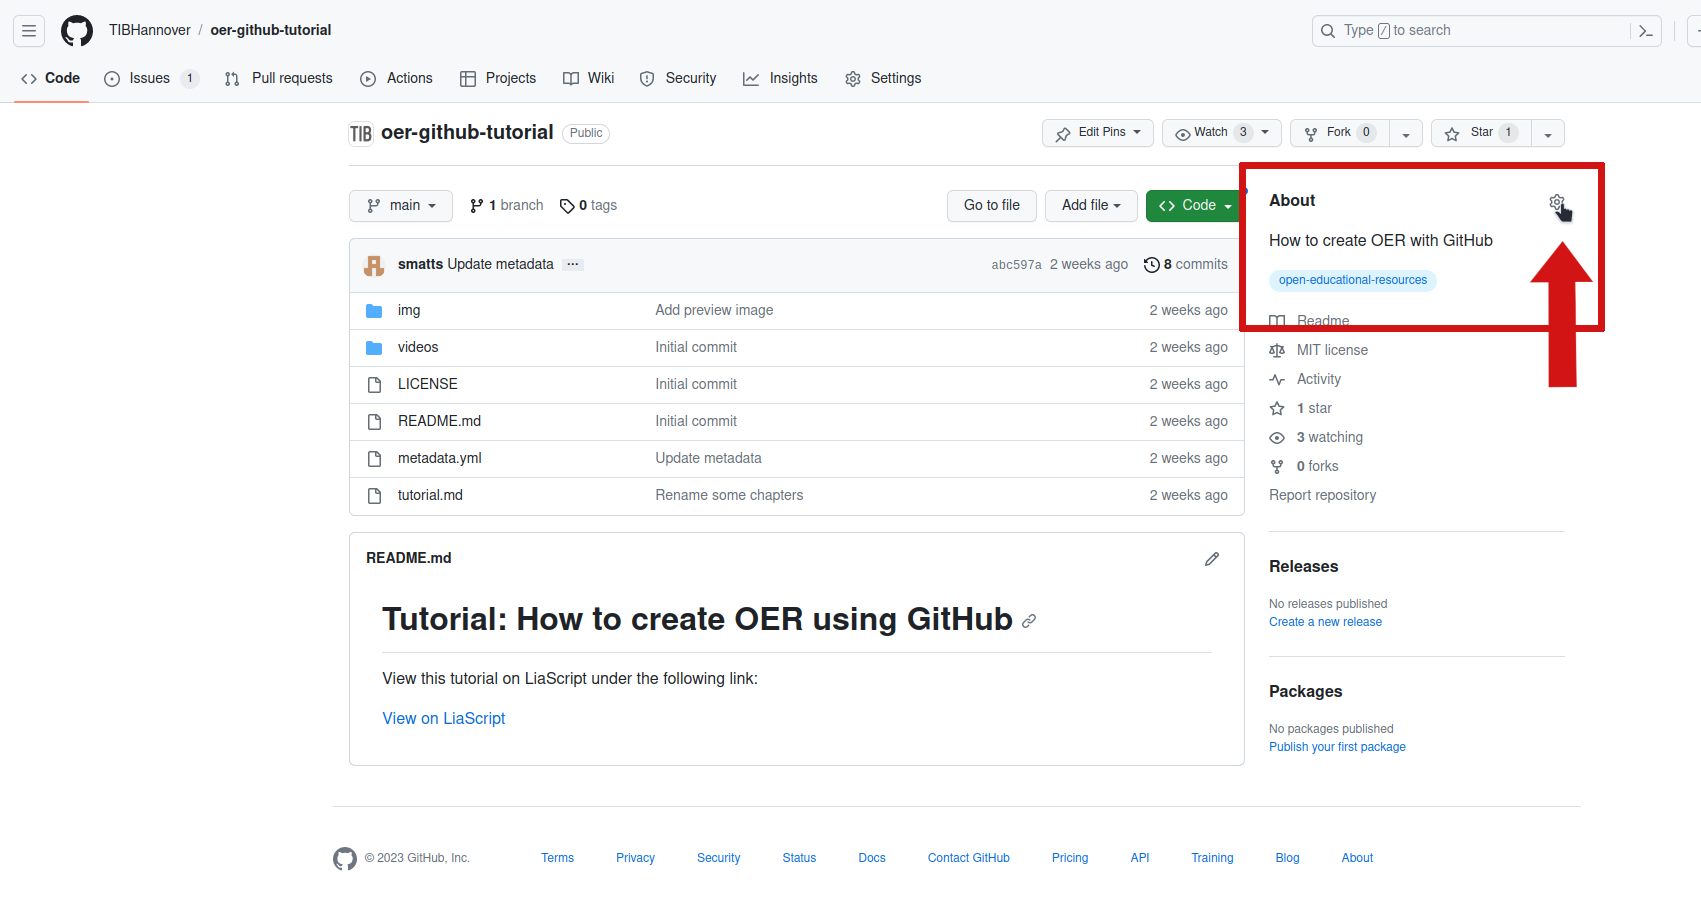 TIBHannover / oer-github-tutorial
Type / to search
Code Issues 1 Pull requests Actions Projects Wiki Security Insights Settings
TIB oer-github-tutorial Public
Edit Pins Watch 3 Fork 0 Star 1
main 1 branch 0 tags Go to file Add file Code
smatts Update metadata ... abc597a 2 weeks ago 8 commits
img Add preview image 2 weeks ago
videos Initial commit 2 weeks ago
LICENSE Initial commit 2 weeks ago
README.md Initial commit 2 weeks ago
metadata.yml Update metadata 2 weeks ago
tutorial.md Rename some chapters 2 weeks ago
README.md
Tutorial: How to create OER using GitHub
View this tutorial on LiaScript under the following link:
View on LiaScript
About
How to create OER with GitHub
open-educational-resources
Readme
MIT license
Activity
1 star
3 watching
0 forks
Report repository
Releases
No releases published
Create a new release
Packages
No packages published
Publish your first package
© 2023 GitHub, Inc. Terms Privacy Security Status Docs Contact GitHub Pricing API Training Blog About